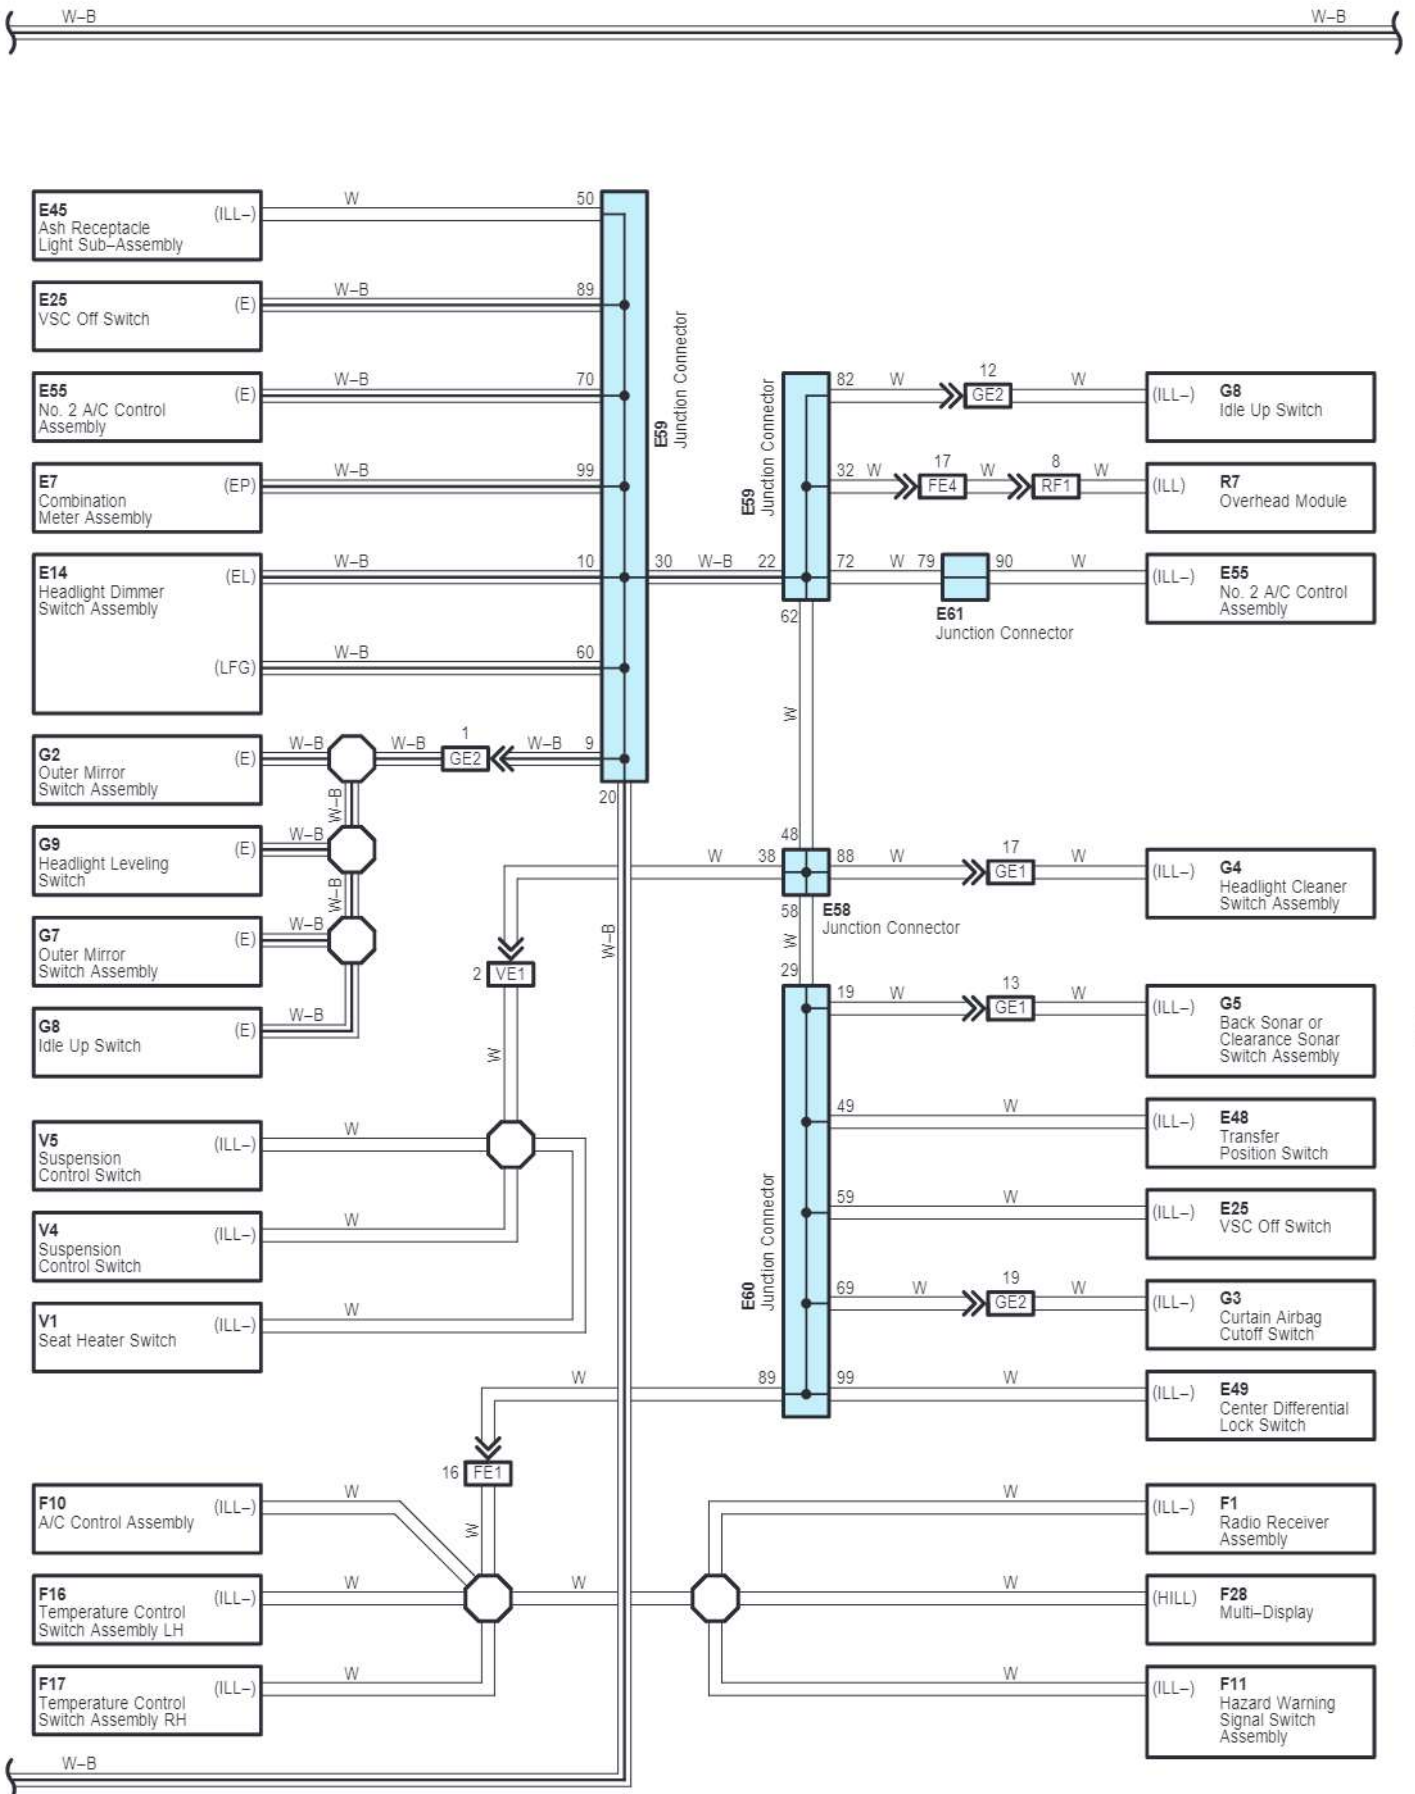 W–B
W–B
E45
(ILL–)
Ash Receptacle
Light Sub–Assembly
W
50
E25
(E)
VSC Off Switch
W–B
89
E55
(E)
No. 2 A/C Control
Assembly
W–B
70
E7
(EP)
Combination
Meter Assembly
W–B
99
E14
(EL)
Headlight Dimmer
Switch Assembly
W–B
10
(LFG)
W–B
60
E59
Junction Connector
30
W–B
22
E59
Junction Connector
82
W
12
GE2
W
(ILL–)
G8
Idle Up Switch
32
W
17
FE4
W
8
RF1
W
(ILL)
R7
Overhead Module
72
W
79
90
W
E61
Junction Connector
(ILL–)
E55
No. 2 A/C Control
Assembly
62
W
G2
(E)
Outer Mirror
Switch Assembly
W–B
W–B
1
GE2
W–B
9
20
W–B
G9
(E)
Headlight Leveling
Switch
W–B
W–B
G7
(E)
Outer Mirror
Switch Assembly
W–B
G8
(E)
Idle Up Switch
W–B
W–B
48
W
38
88
W
17
GE1
W
(ILL–)
G4
Headlight Cleaner
Switch Assembly
58
E58
Junction Connector
W
29
2
VE1
W
19
W
13
GE1
W
(ILL–)
G5
Back Sonar or
Clearance Sonar
Switch Assembly
V5
(ILL–)
Suspension
Control Switch
W
49
W
(ILL–)
E48
Transfer
Position Switch
V4
(ILL–)
Suspension
Control Switch
W
E60
Junction Connector
59
W
(ILL–)
E25
VSC Off Switch
V1
(ILL–)
Seat Heater Switch
W
69
W
19
GE2
W
(ILL–)
G3
Curtain Airbag
Cutoff Switch
W
89
99
W
(ILL–)
E49
Center Differential
Lock Switch
16
FE1
W
F10
(ILL–)
A/C Control Assembly
W
W
(ILL–)
F1
Radio Receiver
Assembly
F16
(ILL–)
Temperature Control
Switch Assembly LH
W
W
W
(HILL)
F28
Multi–Display
F17
(ILL–)
Temperature Control
Switch Assembly RH
W
W
(ILL–)
F11
Hazard Warning
Signal Switch
Assembly
W–B